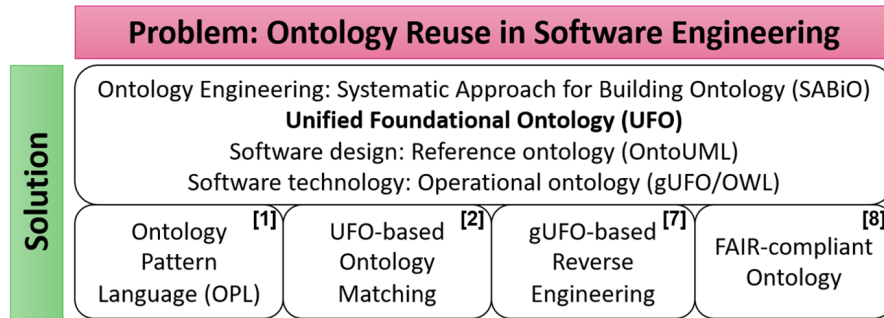 Problem: Ontology Reuse in Software Engineering
Solution
Ontology Engineering: Systematic Approach for Building Ontology (SABiO)
Unified Foundational Ontology (UFO)
Software design: Reference ontology (OntoUML)
Software technology: Operational ontology (gUFO/OWL)
[1]
Ontology
Pattern
Language (OPL)
[2]
UFO-based
Ontology
Matching
[7]
gUFO-based
Reverse
Engineering
[8]
FAIR-compliant
Ontology